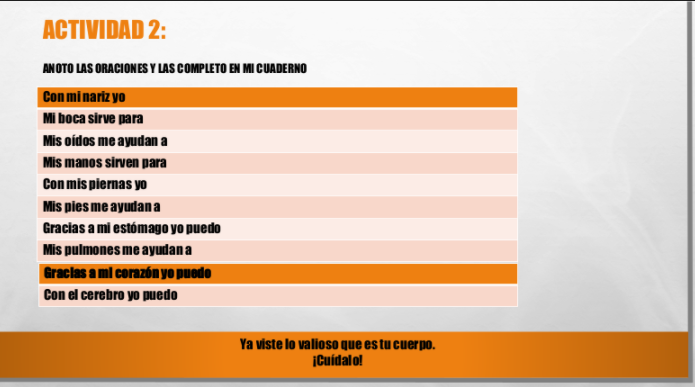 ACTIVIDAD 2:
ANOTO LAS ORACIONES Y LAS COMPLETO EN MI CUADERNO
Con mi nariz yo
Mi boca sirve para
Mis oídos me ayudan a
Mis manos sirven para
Con mis piernas yo
Mis pies me ayudan a
Gracias a mi estómago yo puedo
Mis pulmones me ayudan a
Gracias a mi corazón yo puedo
Con el cerebro yo puedo
Ya viste lo valioso que es tu cuerpo.
¡Cuídalo!